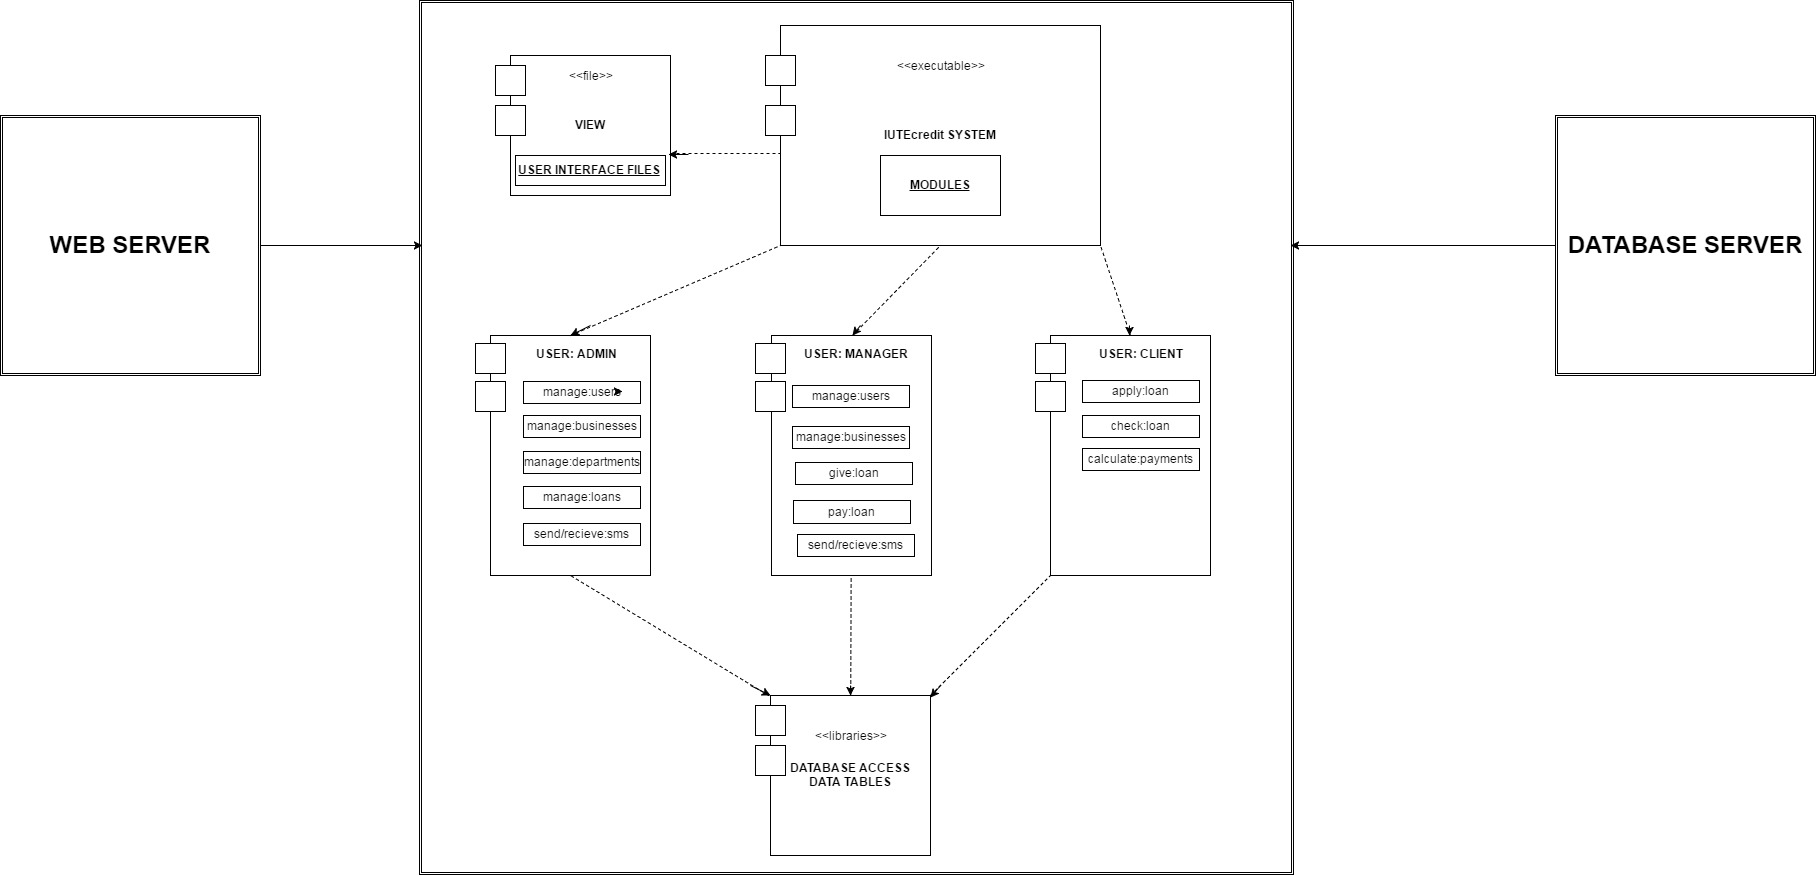 <<file>>
VIEW
USER INTERFACE FILES
<<executable>>
IUTEcredit SYSTEM
MODULES
WEB SERVER
DATABASE SERVER
USER: ADMIN
manage:users
manage:businesses
manage:departments
manage:loans
send/recieve:sms
USER: MANAGER
manage:users
manage:businesses
give:loan
pay:loan
send/recieve:sms
USER: CLIENT
apply:loan
check:loan
calculate:payments
<<libraries>>
DATABASE ACCESS
DATA TABLES